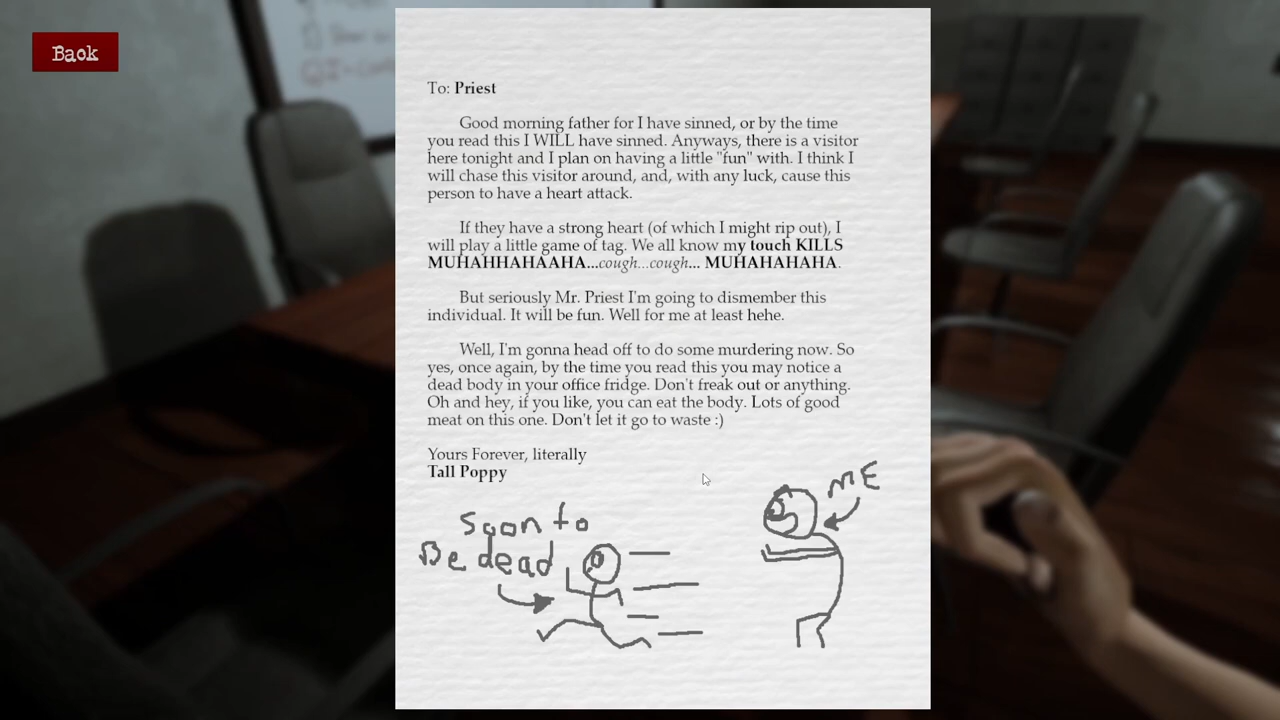 Back
To: Priest
Good morning father for I have sinned, or by the time
you read this I WILL have sinned. Anyways, there is a visitor
here tonight and I plan on having a little "fun" with. I think I
will chase this visitor around, and, with any luck, cause this
person to have a heart attack.
If they have a strong heart (of which I might rip out), I
will play a little game of tag. We all know my touch KILLS
MUHAHHAHAAHA...cough...cough... MUHAHAHAHA.
But seriously Mr. Priest I'm going to dismember this
individual. It will be fun. Well for me at least hehe.
Well, I'm gonna head off to do some murdering now. So
yes, once again, by the time you read this you may notice a
dead body in your office fridge. Don't freak out or anything.
Oh and hey, if you like, you can eat the body. Lots of good
meat on this one. Don't let it go to waste :)
Yours Forever, literally
Tall Poppy
ME
Soon to
Be dead